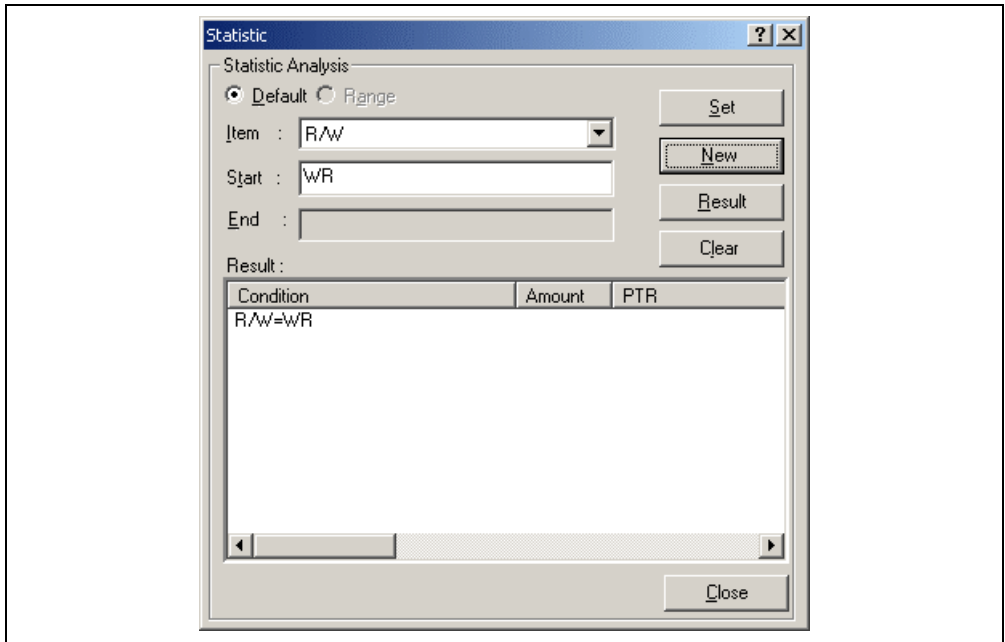 Statistic
Statistic Analysis
Default Range
Item : R/W
Start : WR
End :
Set
New
Result
Clear
Result :
Condition Amount PTR
R/W=WR
Close